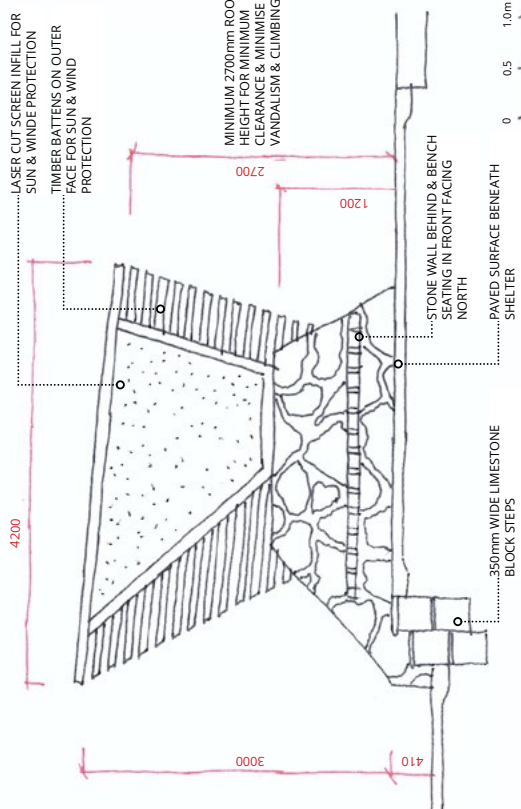 LASER CUT SCREEN INFILL FOR
SUN & WINDE PROTECTION
TIMBER BATTENS ON OUTER
FACE FOR SUN & WIND
PROTECTION
MINIMUM 2700mm ROO
HEIGHT FOR MINIMUM
CLEARANCE & MINIMISE
VANDALISM & CLIMBING
4200
2700
1200
3000
410
STONE WALL BEHIND & BENCH
SEATING IN FRONT FACING
NORTH
PAVED SURFACE BENEATH
SHELTER
350mm WIDE LIMESTONE
BLOCK STEPS
0 0.5 1.0m